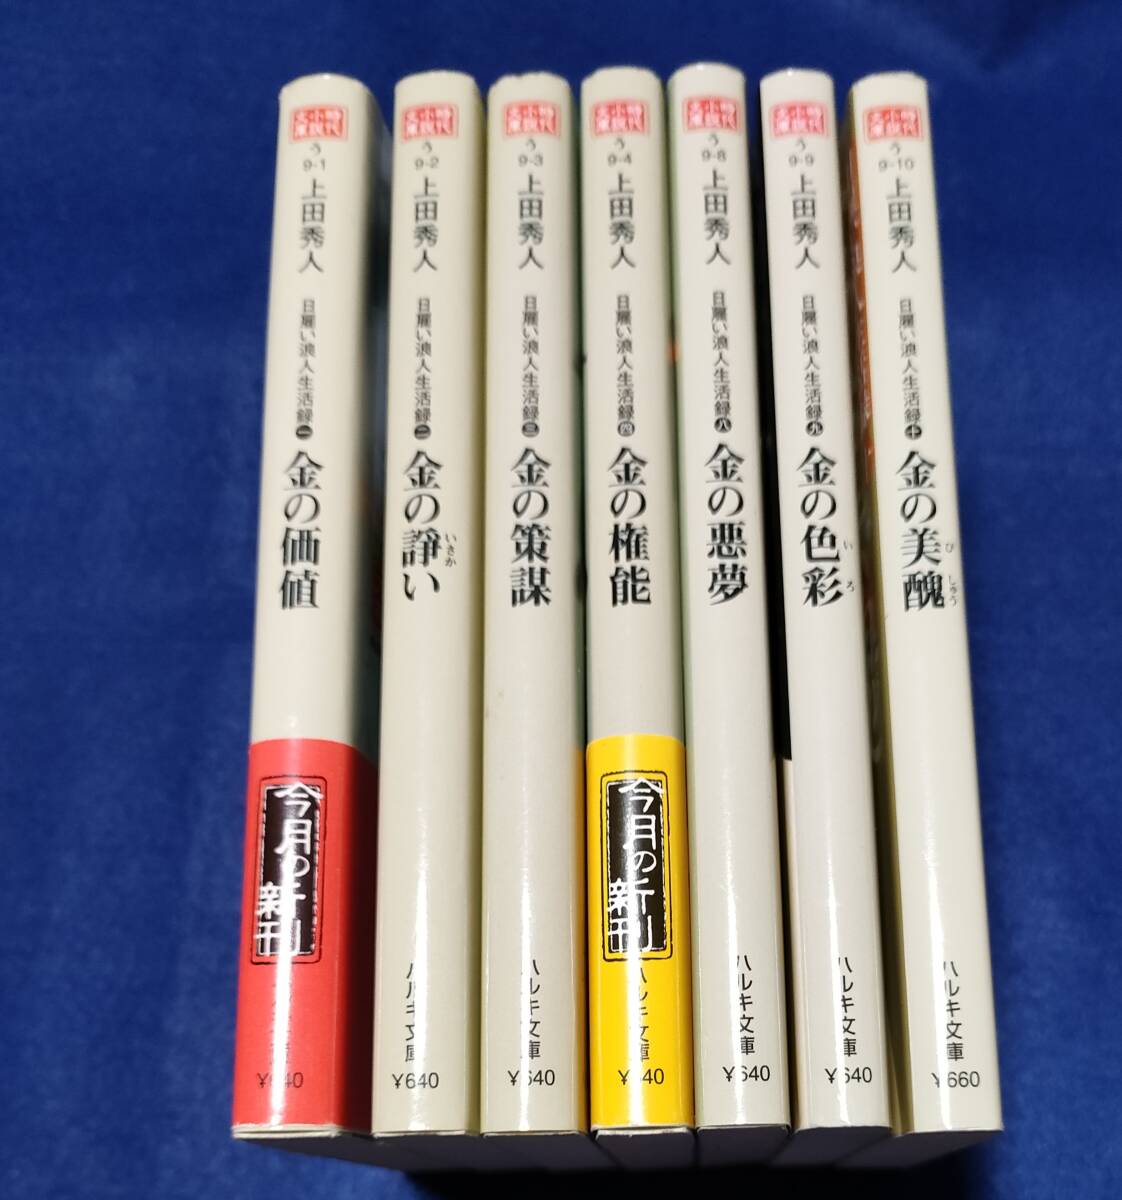 時代小説文庫
う
9-1
上田秀人
日雇い浪人生活録 一
金の価値
今月の新刊
¥640
時代小説文庫
う
9-2
上田秀人
日雇い浪人生活録 二
金の諍い
いさか
ハルキ文庫
¥640
時代小説文庫
う
9-3
上田秀人
日雇い浪人生活録 三
金の策謀
ハルキ文庫
¥640
時代小説文庫
う
9-4
上田秀人
日雇い浪人生活録 四
金の権能
今月の新刊
ハルキ文庫
¥640
時代小説文庫
う
9-8
上田秀人
日雇い浪人生活録 八
金の悪夢
ハルキ文庫
¥640
時代小説文庫
う
9-9
上田秀人
日雇い浪人生活録 九
金の色彩
いろ
ハルキ文庫
¥640
時代小説文庫
う
9-10
上田秀人
日雇い浪人生活録 十
金の美醜
びしゅう
ハルキ文庫
¥660